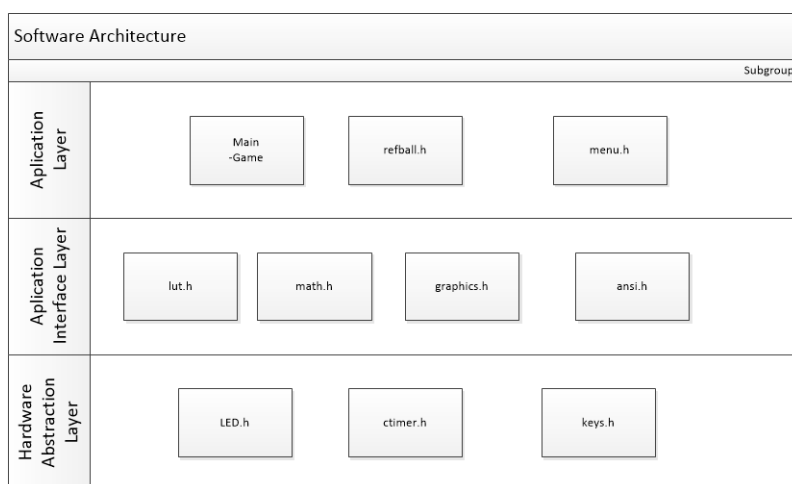 Software Architecture
Subgroup
Aplication
Layer
Main
-Game
refball.h
menu.h
Aplication
Interface Layer
lut.h
math.h
graphics.h
ansi.h
Hardware
Abstraction
Layer
LED.h
ctimer.h
keys.h